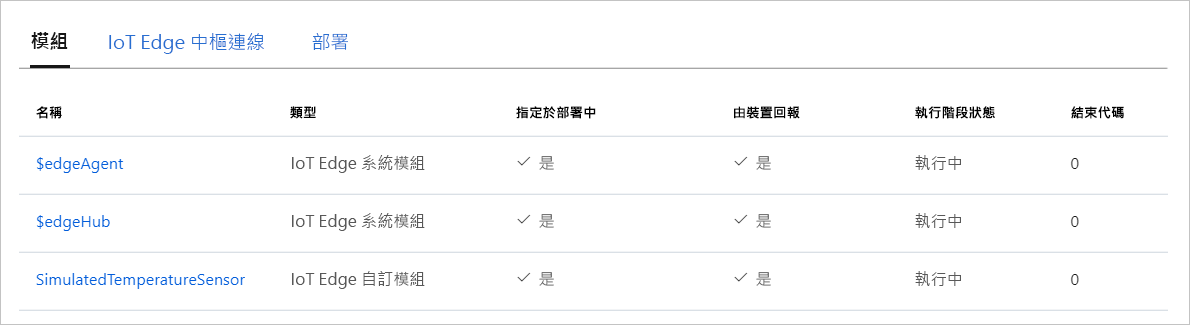 模組 IoT Edge 中樞連線 部署
名稱 類型 指定於部署中 由裝置回報 執行階段狀態 結束代碼
$edgeAgent IoT Edge 系統模組 ✓ 是 ✓ 是 執行中 0
$edgeHub IoT Edge 系統模組 ✓ 是 ✓ 是 執行中 0
SimulatedTemperatureSensor IoT Edge 自訂模組 ✓ 是 ✓ 是 執行中 0